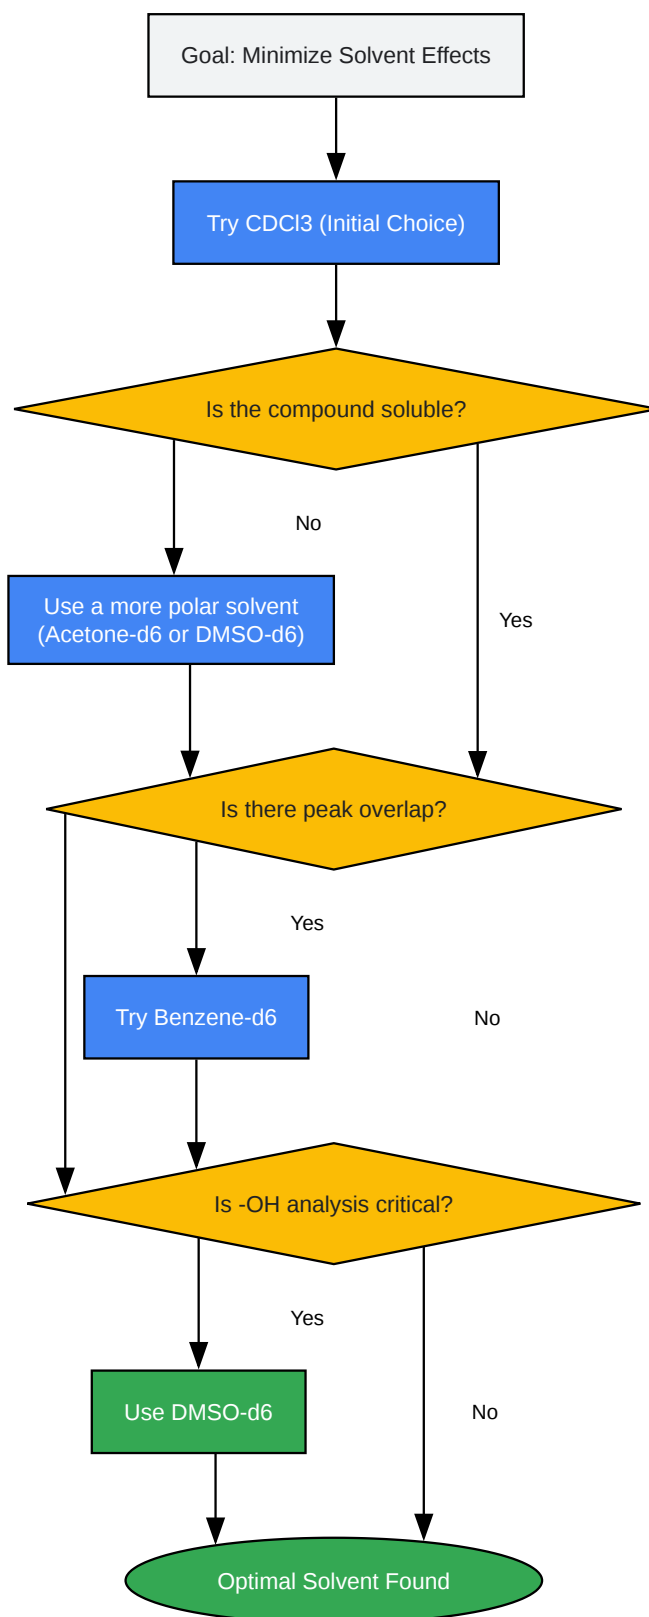 Goal: Minimize Solvent Effects
Try CDCl3 (Initial Choice)
Is the compound soluble?
No
Use a more polar solvent
(Acetone-d6 or DMSO-d6)
Yes
Is there peak overlap?
Yes
Try Benzene-d6
No
Is -OH analysis critical?
Yes
Use DMSO-d6
No
Optimal Solvent Found